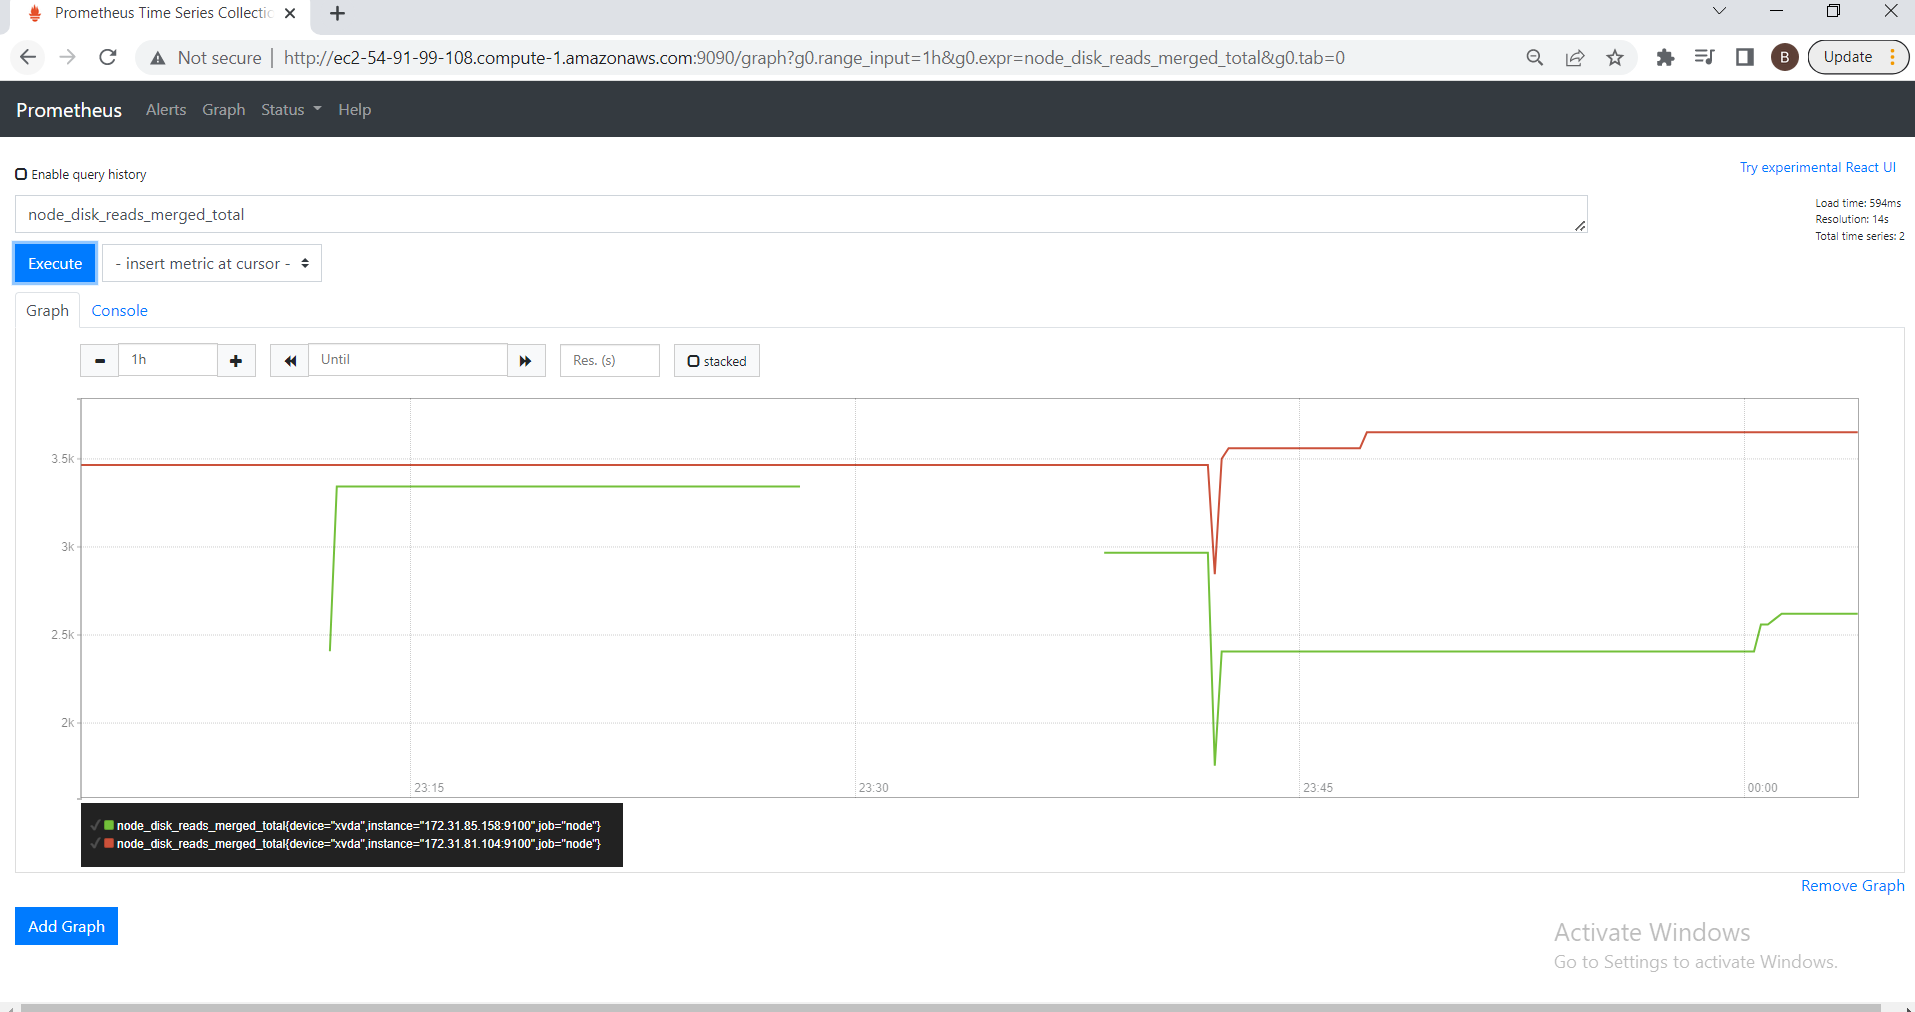 Prometheus Time Series Collectio
Not secure | http://ec2-54-91-99-108.compute-1.amazonaws.com:9090/graph?g0.range_input=1h&g0.expr=node_disk_reads_merged_total&g0.tab=0
B
Update
Prometheus Alerts Graph Status Help
Enable query history
Try experimental React UI
node_disk_reads_merged_total
Load time: 594ms
Resolution: 14s
Total time series: 2
Execute
- insert metric at cursor -
Graph Console
1h
Until
Res. (s)
stacked
3.5k
3k
2.5k
2k
23:15
23:30
23:45
00:00
node_disk_reads_merged_total{device="xvda",instance="172.31.85.158:9100",job="node"}
node_disk_reads_merged_total{device="xvda",instance="172.31.81.104:9100",job="node"}
Remove Graph
Add Graph
Activate Windows
Go to Settings to activate Windows.